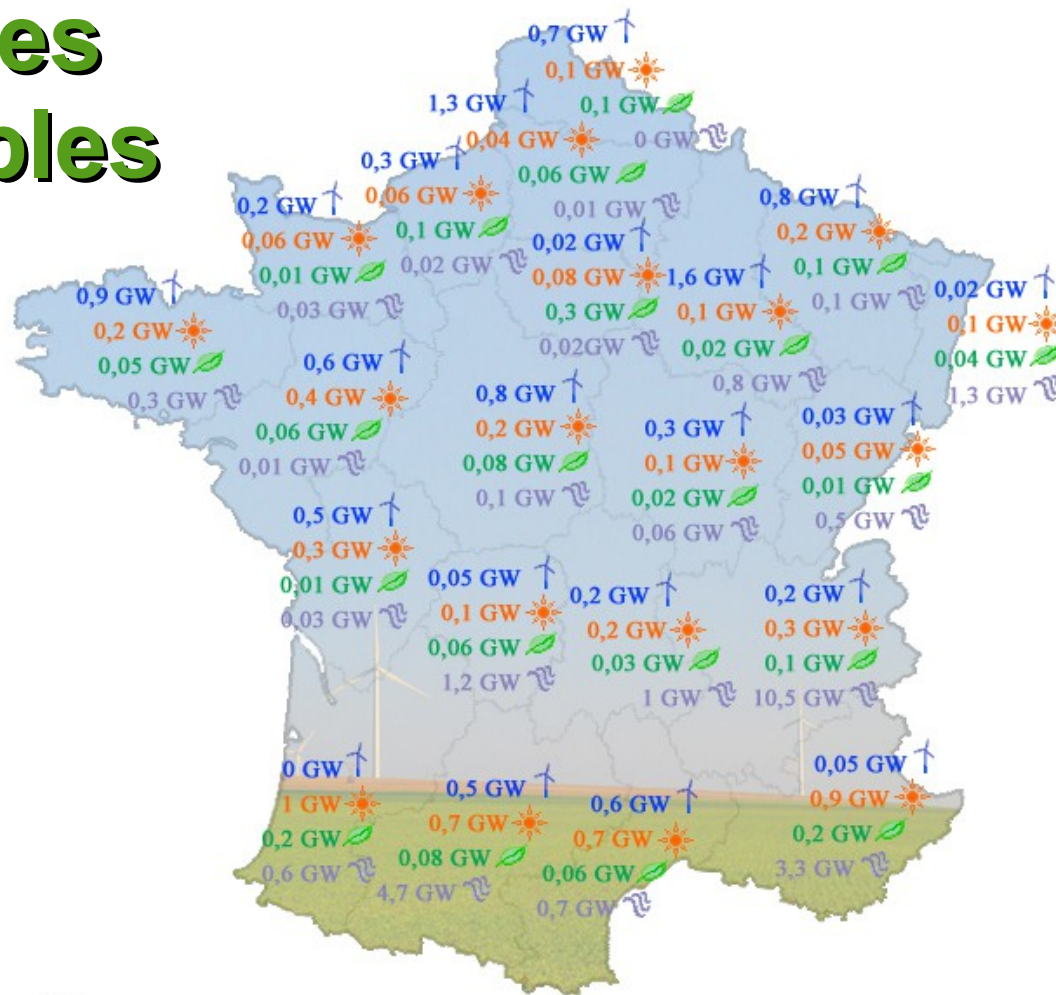 es
oles
0,7 GW
0,1 GW
0,1 GW
0 GW
1,3 GW
0,04 GW
0,06 GW
0,01 GW
0,3 GW
0,06 GW
0,1 GW
0,02 GW
0,2 GW
0,06 GW
0,01 GW
0,03 GW
0,02 GW
0,08 GW
0,3 GW
0,02GW
0,8 GW
0,2 GW
0,1 GW
0,1 GW
1,6 GW
0,1 GW
0,02 GW
0,8 GW
0,02 GW
0,1 GW
0,04 GW
1,3 GW
0,9 GW
0,2 GW
0,05 GW
0,3 GW
0,6 GW
0,4 GW
0,06 GW
0,01 GW
0,8 GW
0,2 GW
0,08 GW
0,1 GW
0,3 GW
0,1 GW
0,02 GW
0,06 GW
0,03 GW
0,05 GW
0,01 GW
0,5 GW
0,5 GW
0,3 GW
0,01 GW
0,03 GW
0,05 GW
0,1 GW
0,06 GW
1,2 GW
0,2 GW
0,2 GW
0,03 GW
1 GW
0,2 GW
0,3 GW
0,1 GW
10,5 GW
0 GW
1 GW
0,2 GW
0,6 GW
0,5 GW
0,7 GW
0,08 GW
4,7 GW
0,6 GW
0,7 GW
0,06 GW
0,7 GW
0,05 GW
0,9 GW
0,2 GW
3,3 GW